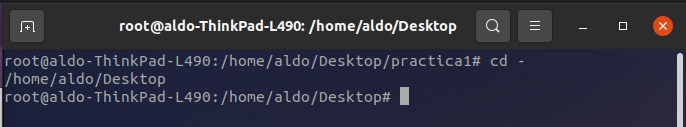 root@aldo-ThinkPad-L490: /home/aldo/Desktop
root@aldo-ThinkPad-L490:/home/aldo/Desktop/practica1# cd -
/home/aldo/Desktop
root@aldo-ThinkPad-L490:/home/aldo/Desktop#